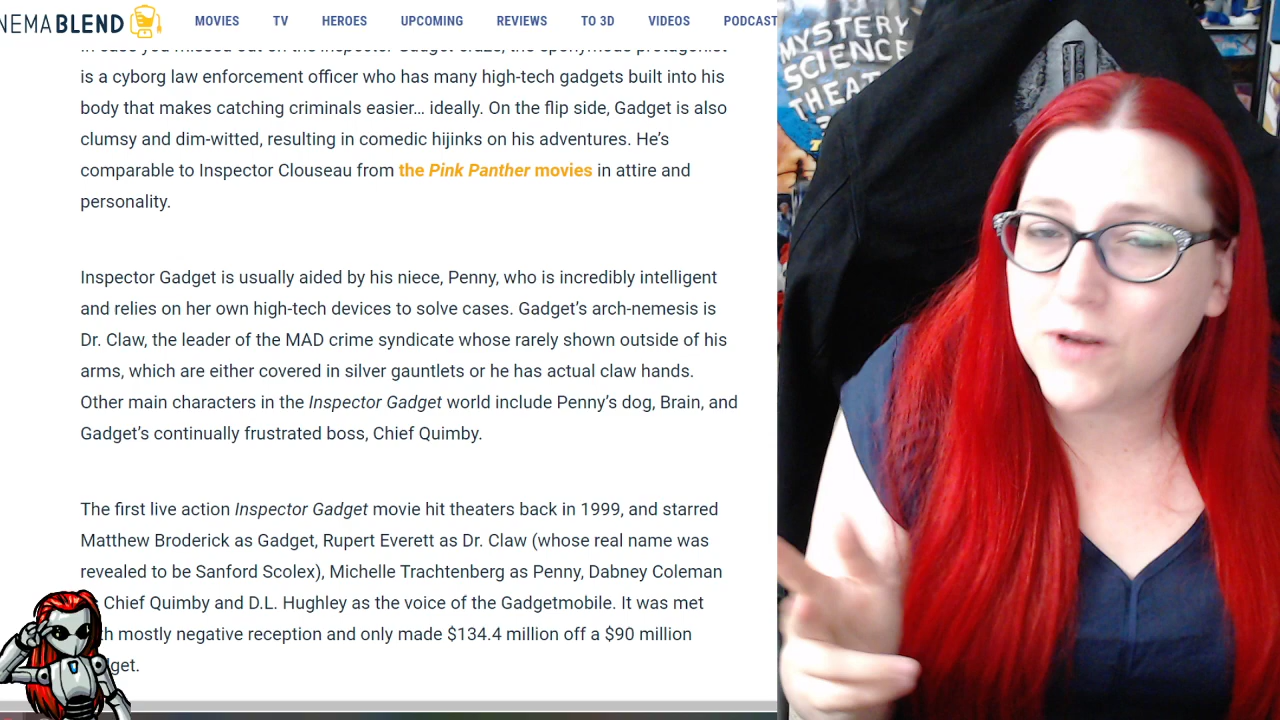 NEMABLEND
MOVIES TV HEROES UPCOMING REVIEWS TO 3D VIDEOS PODCAST
In case you missed out on the Inspector Gadget craze, the eponymous protagonist
is a cyborg law enforcement officer who has many high-tech gadgets built into his
body that makes catching criminals easier… ideally. On the flip side, Gadget is also
clumsy and dim-witted, resulting in comedic hijinks on his adventures. He’s
comparable to Inspector Clouseau from the Pink Panther movies in attire and
personality.
Inspector Gadget is usually aided by his niece, Penny, who is incredibly intelligent
and relies on her own high-tech devices to solve cases. Gadget’s arch-nemesis is
Dr. Claw, the leader of the MAD crime syndicate whose rarely shown outside of his
arms, which are either covered in silver gauntlets or he has actual claw hands.
Other main characters in the Inspector Gadget world include Penny’s dog, Brain, and
Gadget’s continually frustrated boss, Chief Quimby.
The first live action Inspector Gadget movie hit theaters back in 1999, and starred
Matthew Broderick as Gadget, Rupert Everett as Dr. Claw (whose real name was
revealed to be Sanford Scolex), Michelle Trachtenberg as Penny, Dabney Coleman
Chief Quimby and D.L. Hughley as the voice of the Gadgetmobile. It was met
mostly negative reception and only made $134.4 million off a $90 million
MYSTERY
SCIENCE
THEAT